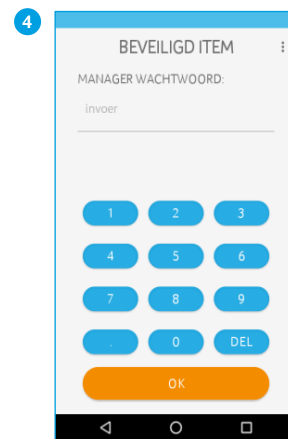 4
BEVEILIGD ITEM
MANAGER WACHTWOORD:
invoer
1 2 3
4 5 6
7 8 9
. 0 DEL
OK